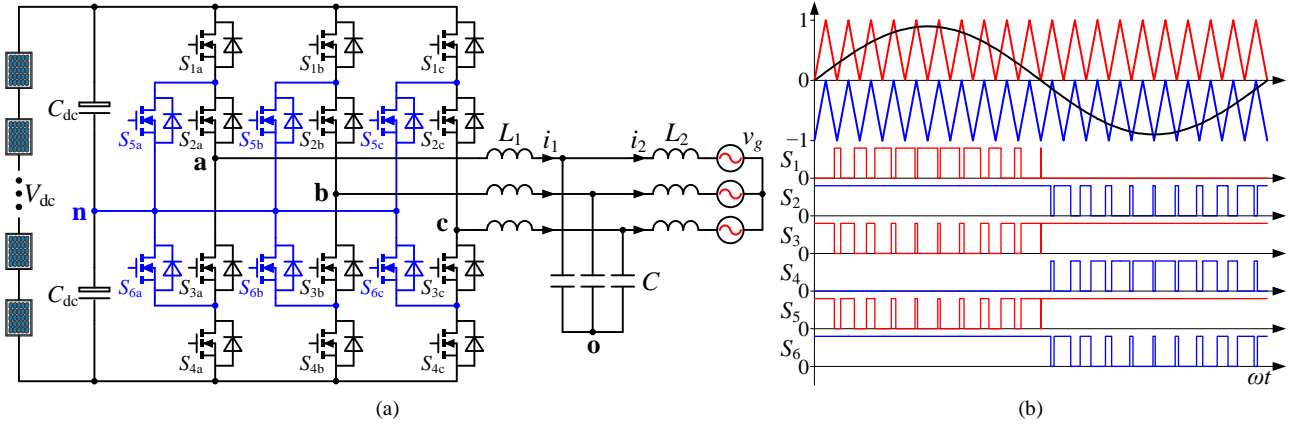 S1a S1b S1c
Cdc
S5a S2a S5b S2b S5c S2c
L1 i1 i2 L2 vg
a
Vdc
b
n
c
S6a S3a S6b S3b S6c S3c
Cdc
C
S4a S4b S4c
o
(a)
1
0
−1
S1
0
S2
0
S3
0
S4
0
S5
0
S6
0
ωt
(b)